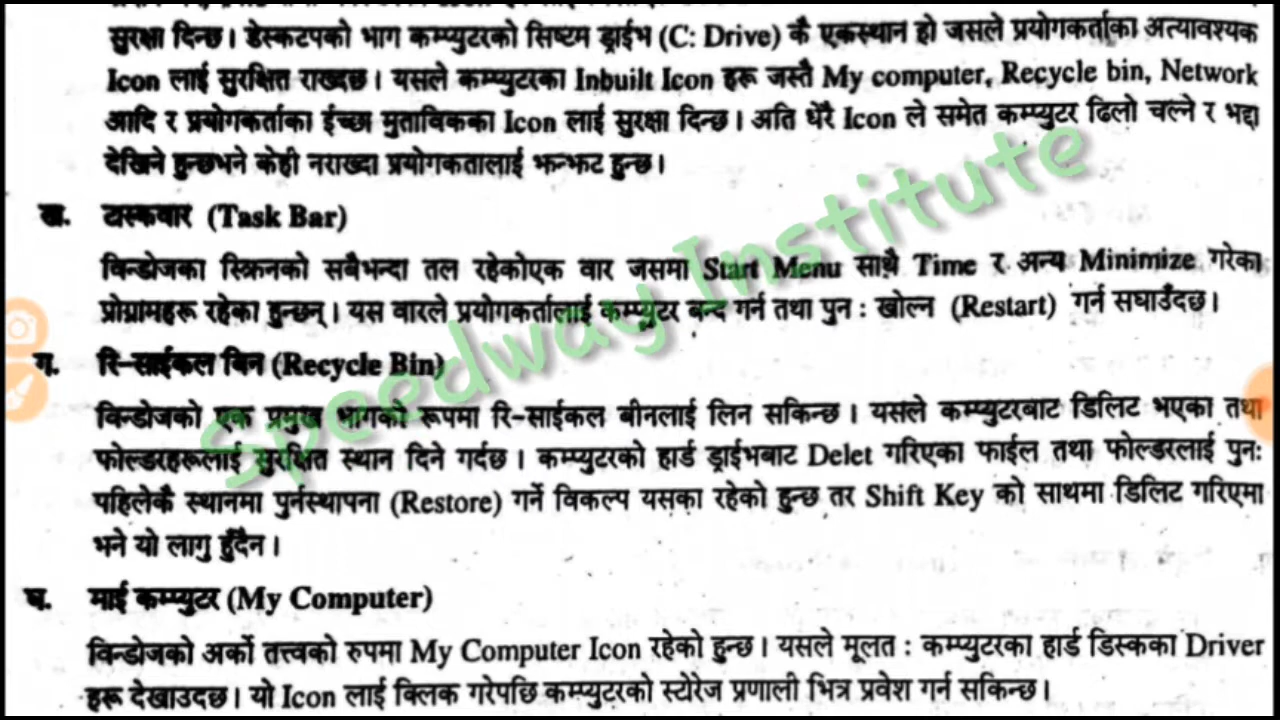 सुरक्षा दिन्छ । डेस्कटपको भाग कम्प्युटरको सिष्टम ड्राईभ (C: Drive) कै एकस्थान हो जसले प्रयोगकर्ताका अत्यावश्यक
Icon लाई सुरक्षित राख्दछ । यसले कम्प्युटरका Inbuilt Icon हरू जस्तै My computer, Recycle bin, Network
आदि र प्रयोगकर्ताका ईच्छा मुताविकका Icon लाई सुरक्षा दिन्छ । अति धेरै Icon ले समेत कम्प्युटर ढिलो चल्ने र भद्दा
देखिने हुन्छभने केही नराख्दा प्रयोगकतालाई झन्झट हुन्छ ।
ख. टास्कवार (Task Bar)
विन्डोजका स्क्रिनको सबैभन्दा तल रहेकोएक वार जसमा Start Menu साथै Time र अन्य Minimize गरेका
प्रोग्रामहरू रहेका हुन्छन् । यस वारले प्रयोगकर्तालाई कम्प्युटर बन्द गर्न तथा पुन : खोल्न (Restart) गर्न सघाउँदछ ।
ग. रि-साईकल बिन (Recycle Bin)
विन्डोजको एक प्रमुख भागको रूपमा रि-साईकल बीनलाई लिन सकिन्छ । यसले कम्प्युटरबाट डिलिट भएका तथा
फोल्डरहरूलाई सुरक्षित स्थान दिने गर्दछ । कम्प्युटरको हार्ड ड्राईभबाट Delet गरिएका फाईल तथा फोल्डरलाई पुनः
पहिलेकै स्थानमा पुर्नस्थापना (Restore) गर्ने विकल्प यसका रहेको हुन्छ तर Shift Key को साथमा डिलिट गरिएमा
भने यो लागु हुँदैन ।
घ. माई कम्प्युटर (My Computer)
विन्डोजको अर्को तत्त्वको रुपमा My Computer Icon रहेको हुन्छ । यसले मूलत : कम्प्युटरका हार्ड डिस्कका Driver
हरू देखाउदछ । यो Icon लाई क्लिक गरेपछि कम्प्युटरको स्टोरेज प्रणाली भित्र प्रवेश गर्न सकिन्छ ।
Speedway Institute